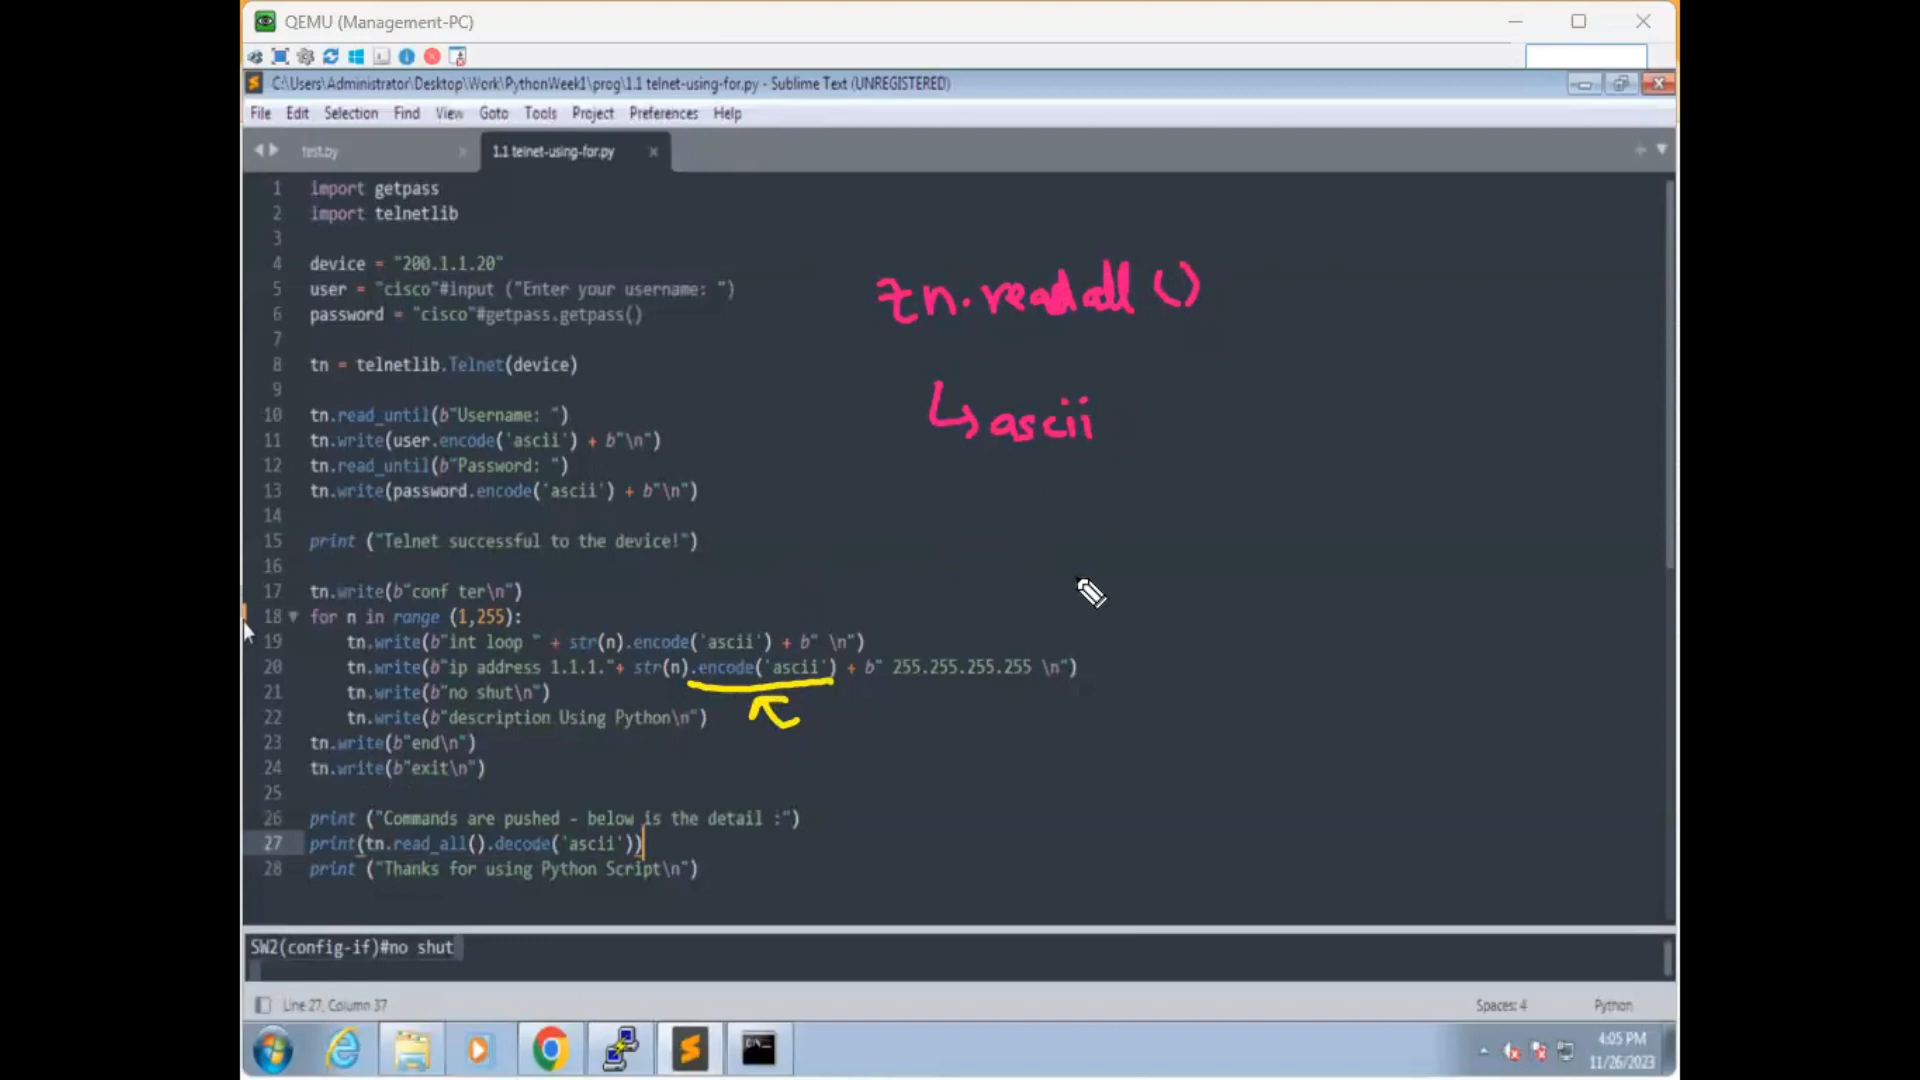 QEMU (Management-PC)
C:\Users\Administrator\Desktop\Work\PythonWeek1\prog\1.1 telnet-using-for.py - Sublime Text (UNREGISTERED)
File Edit Selection Find View Goto Tools Project Preferences Help
test.py
1.1 telnet-using-for.py
1 import getpass
2 import telnetlib
3
4 device = "200.1.1.20"
5 user = "cisco"#input ("Enter your username: ")
6 password = "cisco"#getpass.getpass()
7
8 tn = telnetlib.Telnet(device)
9
10 tn.read_until(b"Username: ")
11 tn.write(user.encode('ascii') + b"\n")
12 tn.read_until(b"Password: ")
13 tn.write(password.encode('ascii') + b"\n")
14
15 print ("Telnet successful to the device!")
16
17 tn.write(b"conf ter\n")
18 for n in range (1,255):
19 tn.write(b"int loop " + str(n).encode('ascii') + b" \n")
20 tn.write(b"ip address 1.1.1."+ str(n).encode('ascii') + b" 255.255.255.255 \n")
21 tn.write(b"no shut\n")
22 tn.write(b"description Using Python\n")
23 tn.write(b"end\n")
24 tn.write(b"exit\n")
25
26 print ("Commands are pushed - below is the detail :")
27 print(tn.read_all().decode('ascii'))
28 print ("Thanks for using Python Script\n")
tn.readall ()
ascii
SW2(config-if)#no shut
Line 27, Column 37
Spaces: 4
Python
4:05 PM
11/26/2023